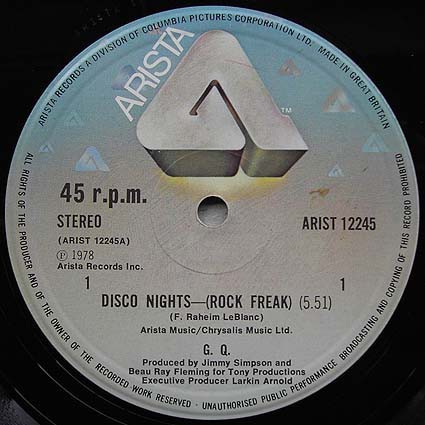 ARISTA RECORDS A DIVISION OF COLUMBIA PICTURES CORPORATION LTD. MADE IN GREAT BRITAIN
ARISTA
TM
45 r.p.m.
STEREO
ARIST 12245
(ARIST 12245A)
℗ 1978
Arista Records Inc.
1 1
DISCO NIGHTS—(ROCK FREAK) (5.51)
(F. Raheim LeBlanc)
Arista Music/Chrysalis Music Ltd.
G. Q.
Produced by Jimmy Simpson and
Beau Ray Fleming for Tony Productions
Executive Producer Larkin Arnold
ALL RIGHTS OF THE PRODUCER AND OF THE OWNER OF THE RECORDED WORK RESERVED - UNAUTHORISED PUBLIC PERFORMANCE BROADCASTING AND COPYING OF THIS RECORD PROHIBITED